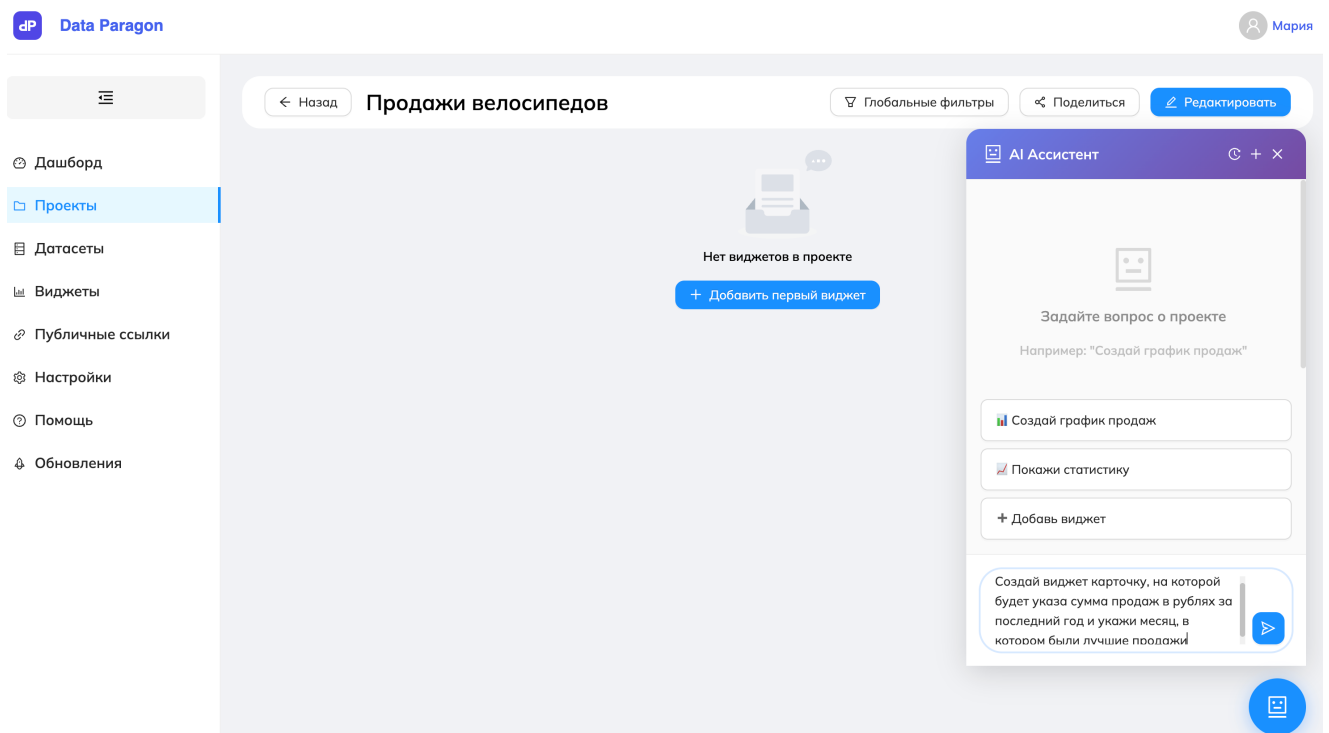 dP
Data Paragon
Мария
Назад
Продажи велосипедов
Глобальные фильтры
Поделиться
Редактировать
Дашборд
Проекты
Датасеты
Виджеты
Публичные ссылки
Настройки
Помощь
Обновления
Нет виджетов в проекте
+ Добавить первый виджет
AI Ассистент
Задайте вопрос о проекте
Например: "Создай график продаж"
Создай график продаж
Покажи статистику
Добавь виджет
Создай виджет карточку, на которой
будет указа сумма продаж в рублях за
последний год и укажи месяц, в
котором были лучшие продажи